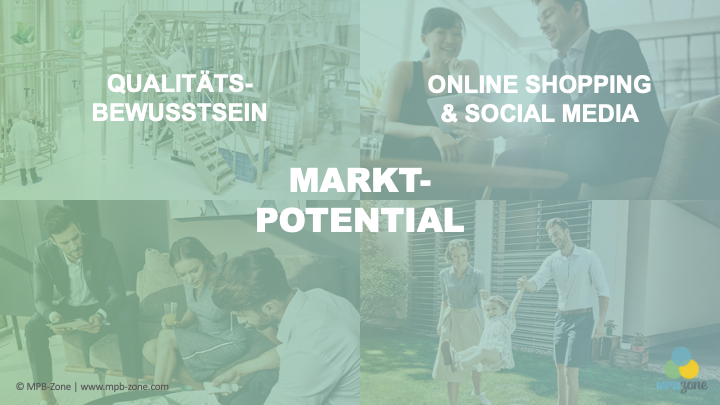 QUALITÄTS-
BEWUSSTSEIN
ONLINE SHOPPING
& SOCIAL MEDIA
MARKT-
POTENTIAL
© MPB-Zone | www.mpb-zone.com
MPB zone